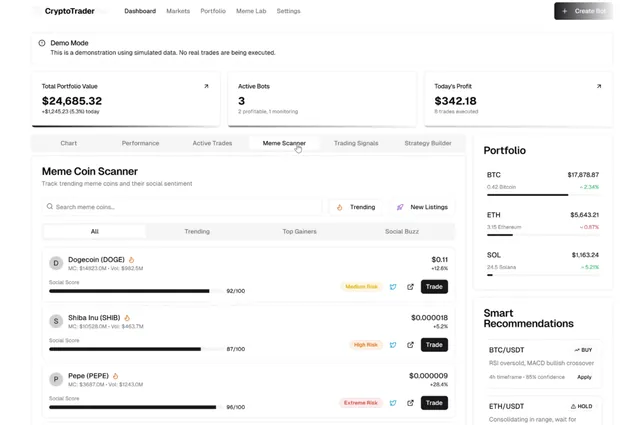 CryptoTrader
Dashboard Markets Portfolio Meme Lab Settings
+ Create Bot
Demo Mode
This is a demonstration using simulated data. No real trades are being executed.
Total Portfolio Value
$24,685.32
+$1,245.23 (5.3%) today
Active Bots
3
2 profitable, 1 monitoring
Today's Profit
$342.18
trades executed
Chart Performance Active Trades Meme Scanner Trading Signals Strategy Builder
Meme Coin Scanner
Track trending meme coins and their social sentiment
Search meme coins...
Trending
New Listings
All Trending Top Gainers Social Buzz
D
Dogecoin (DOGE)
MC: $14923.0M • Vol: $982.5M
$0.11
+12.6%
Social Score
92/100
Medium Risk
Trade
S
Shiba Inu (SHIB)
MC: $10528.0M • Vol: $463.7M
$0.000018
+5.2%
Social Score
87/100
High Risk
Trade
P
Pepe (PEPE)
MC: $3687.0M • Vol: $1243.0M
$0.000009
+28.4%
Social Score
96/100
Extreme Risk
Trade
Portfolio
BTC
$17,878.87
0.42 Bitcoin
2.34%
ETH
$5,643.21
3.15 Ethereum
0.87%
SOL
$1,163.24
24.5 Solana
5.21%
Smart
Recommendations
BTC/USDT
BUY
RSI oversold, MACD bullish crossover
4h timeframe • 85% confidence
Apply
ETH/USDT
HOLD
Consolidating in range, wait for